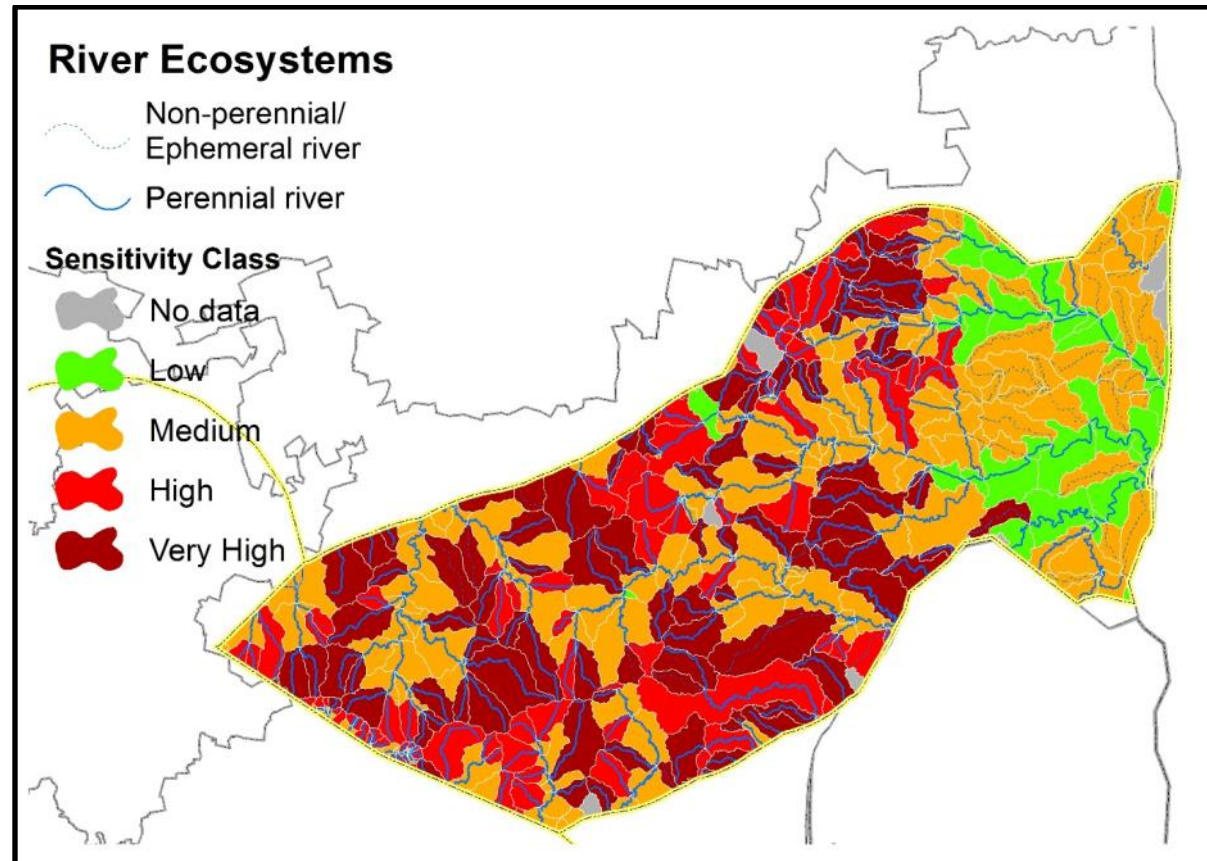 River Ecosystems
Non-perennial/
Ephemeral river
Perennial river
Sensitivity Class
No data
Low
Medium
High
Very High